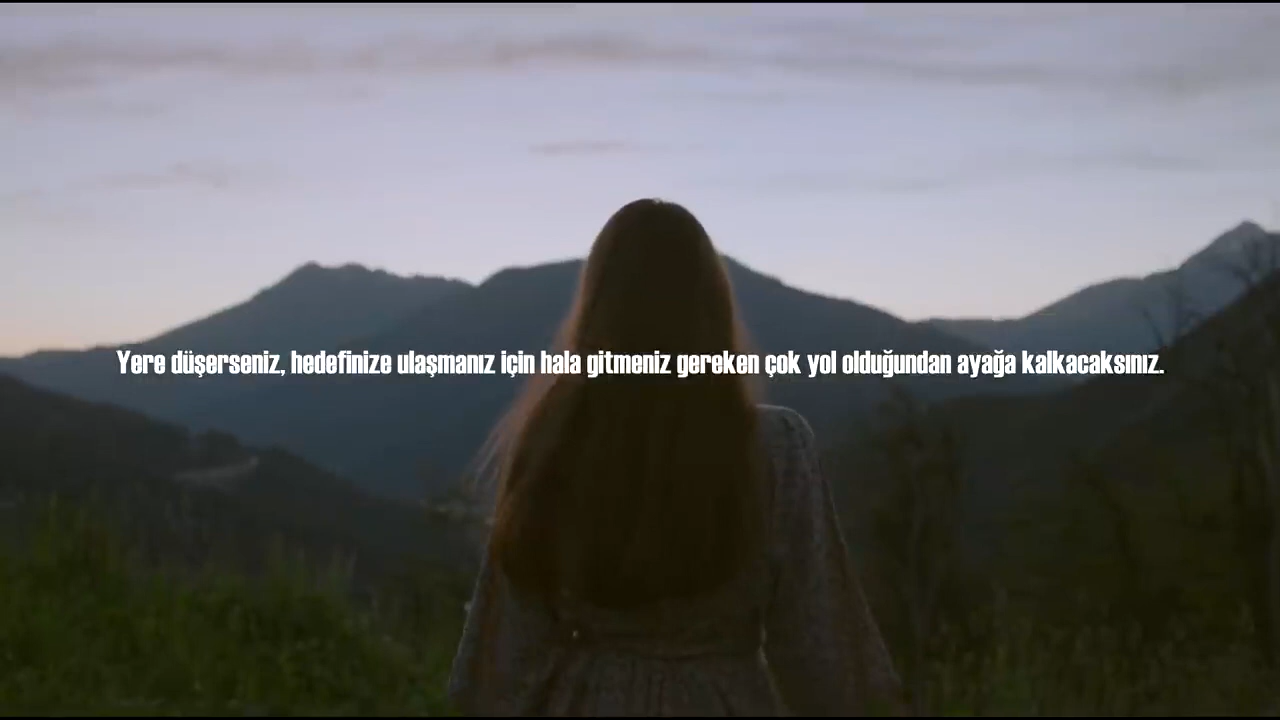 Yere düşerseniz, hedefinize ulaşmanız için hala gitmeniz gereken çok yol olduğundan ayağa kalkacaksınız.